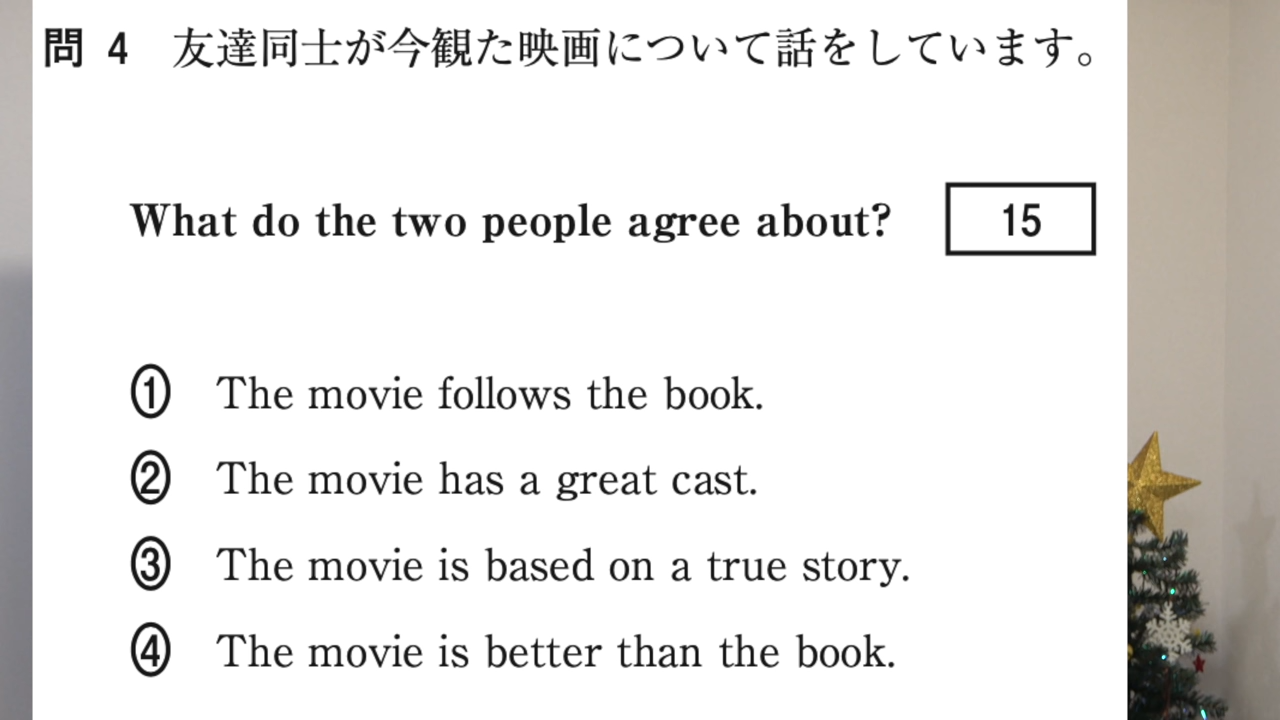 問 4 友達同士が今観た映画について話をしています。
What do the two people agree about? 15
① The movie follows the book.
② The movie has a great cast.
③ The movie is based on a true story.
④ The movie is better than the book.